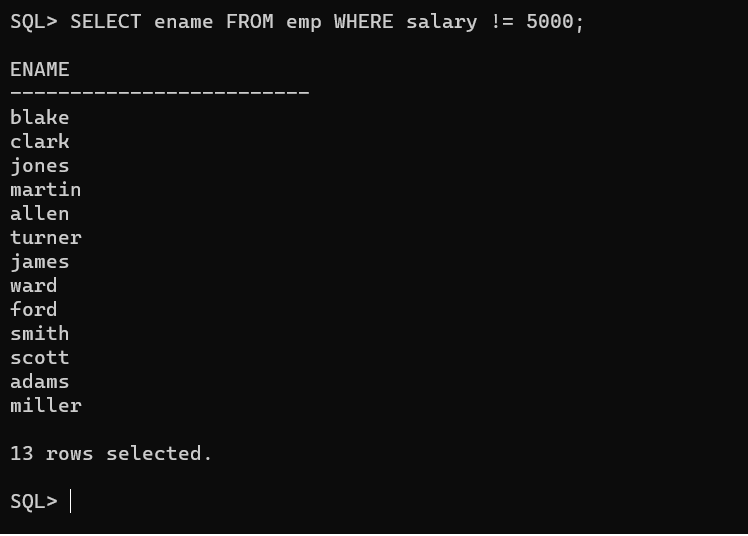 SQL> SELECT ename FROM emp WHERE salary != 5000;
ENAME
-------------------------
blake
clark
jones
martin
allen
turner
james
ward
ford
smith
scott
adams
miller
13 rows selected.
SQL>